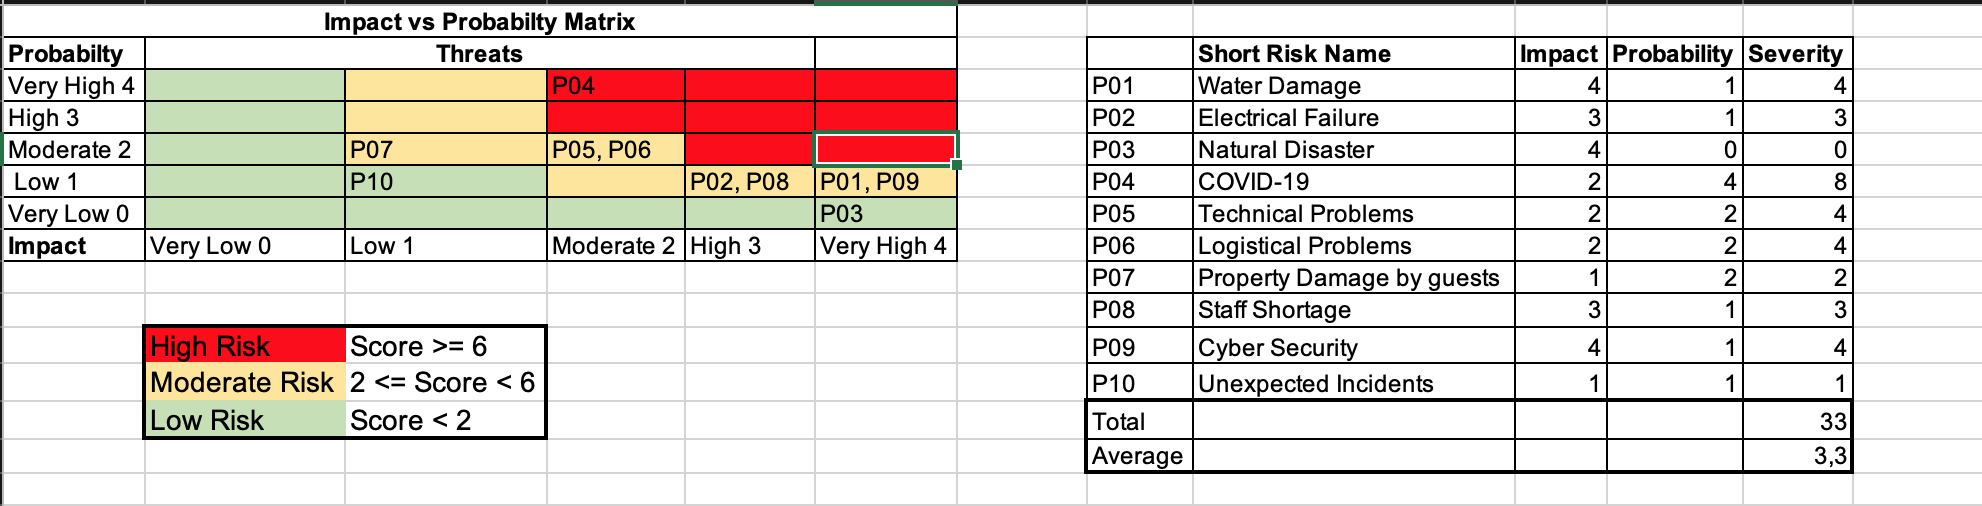 Impact vs Probabilty Matrix
Probabilty Threats
Very High 4 P04
High 3
Moderate 2 P07 P05, P06
Low 1 P10 P02, P08 P01, P09
Very Low 0 P03
Impact Very Low 0 Low 1 Moderate 2 High 3 Very High 4
High Risk Score >= 6
Moderate Risk 2 <= Score < 6
Low Risk Score < 2
Short Risk Name Impact Probability Severity
P01 Water Damage 4 1 4
P02 Electrical Failure 3 1 3
P03 Natural Disaster 4 0 0
P04 COVID-19 2 4 8
P05 Technical Problems 2 2 4
P06 Logistical Problems 2 2 4
P07 Property Damage by guests 1 2 2
P08 Staff Shortage 3 1 3
P09 Cyber Security 4 1 4
P10 Unexpected Incidents 1 1 1
Total 33
Average 3,3